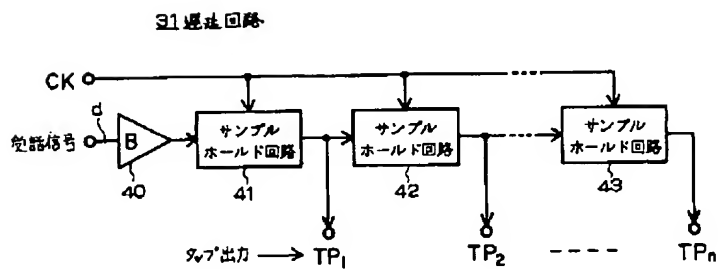 31 遅延回路
CK
d
受話信号
B
サンプル
ホールド回路
サンプル
ホールド回路
サンプル
ホールド回路
40
41
42
43
タップ出力
TP1
TP2
TPn